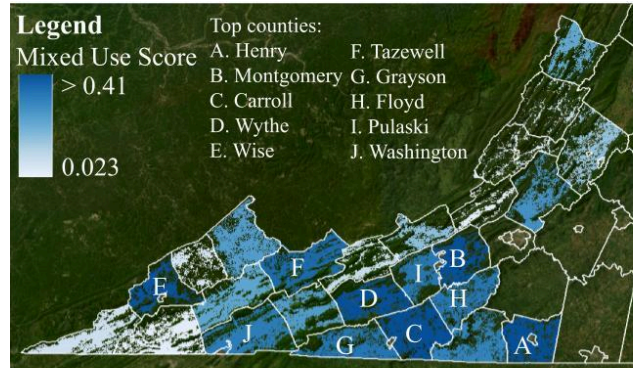 Legend
Mixed Use Score
> 0.41
0.023
Top counties:
A. Henry
B. Montgomery
C. Carroll
D. Wythe
E. Wise
F. Tazewell
G. Grayson
H. Floyd
I. Pulaski
J. Washington
E
F
I
B
D
H
J
G
C
A